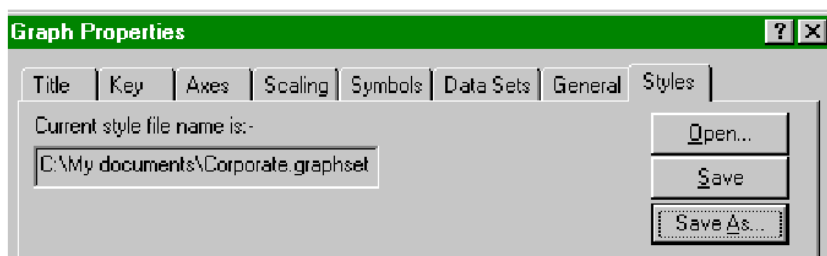 Graph Properties
Title Key Axes Scaling Symbols Data Sets General Styles
Current style file name is:-
C:\My documents\Corporate.graphset
Open...
Save
Save As...